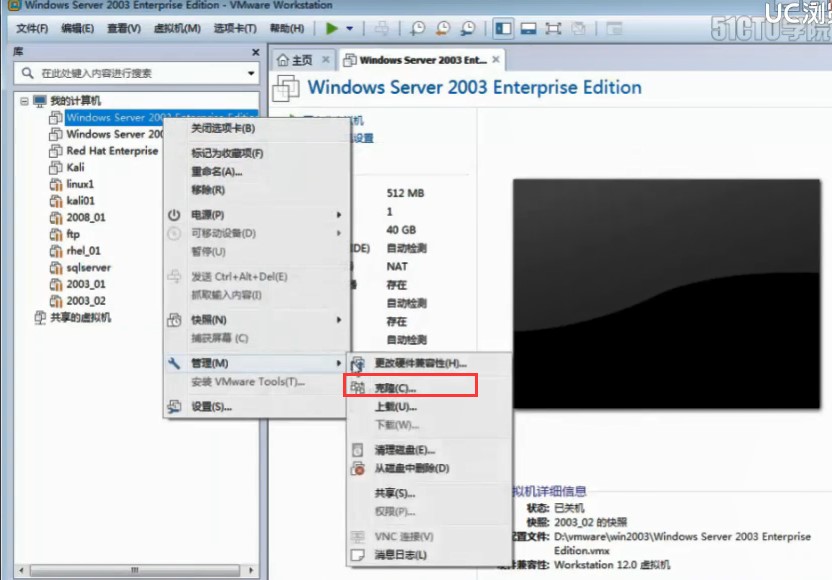 Windows Server 2003 Enterprise Edition - VMware Workstation
UC浏览
51CTO学院
文件(F) 编辑(E) 查看(V) 虚拟机(M) 选项卡(T) 帮助(H)
库
在此处键入内容进行搜索
我的计算机
Windows Server 2003 Enterprise Edition
Windows Server 200
Red Hat Enterprise
Kali
linux1
kali01
2008_01
ftp
rhel_01
sqlserver
2003_01
2003_02
共享的虚拟机
主页
Windows Server 2003 Ent...
Windows Server 2003 Enterprise Edition
拟机
设置
512 MB
1
40 GB
IDE) 自动检测
NAT
存在
自动检测
存在
自动检测
关闭选项卡(B)
标记为收藏项(F)
重命名(A)...
移除(R)
电源(P)
可移动设备(D)
暂停(U)
发送 Ctrl+Alt+Del(E)
抓取输入内容(I)
快照(N)
捕获屏幕 (C)
管理(M)
安装 VMware Tools(T)...
设置(S)...
更改硬件兼容性(H)...
克隆(C)...
上载(U)...
下载(W)...
清理磁盘(E)...
从磁盘中删除(D)
共享(S)...
权限(P)...
VNC 连接(V)
消息日志(L)
拟机详细信息
状态: 已关机
快照: 2003_02 的快照
配置文件: D:\vmware\win2003\Windows Server 2003 Enterprise
Edition.vmx
硬件兼容性: Workstation 12.0 虚拟机